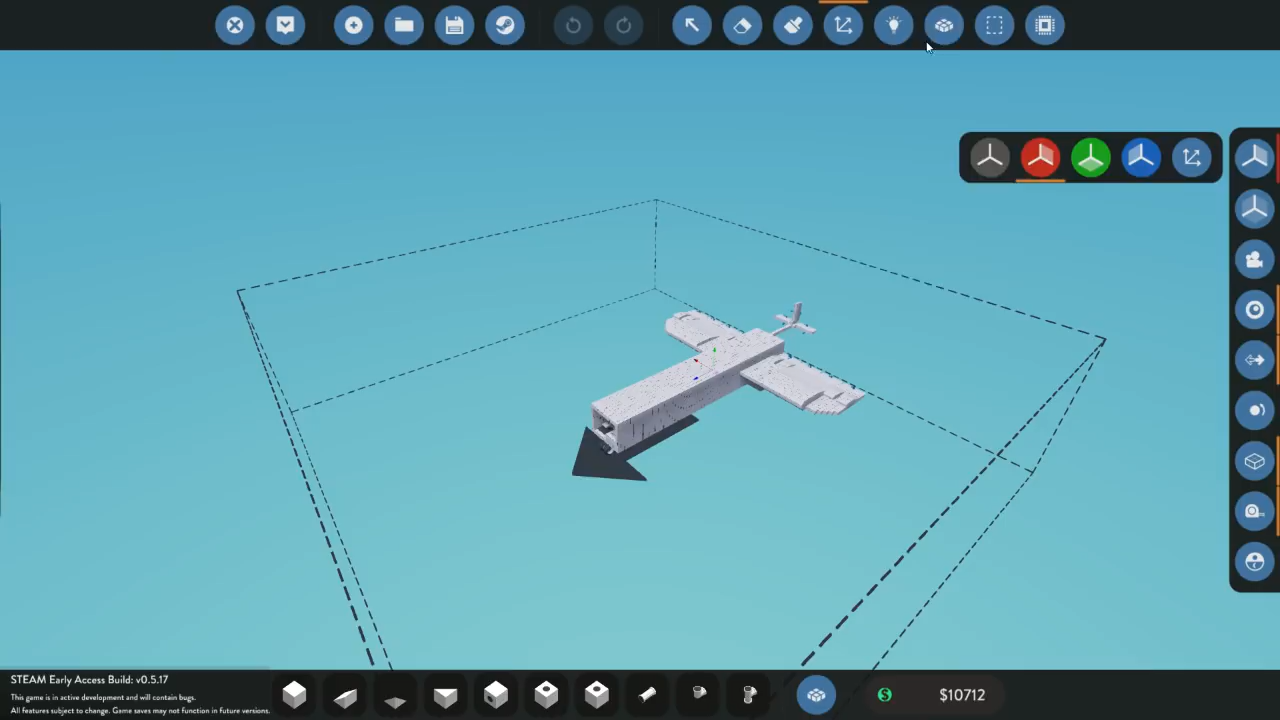 STEAM Early Access Build: v0.5.17
This game is in active development and will contain bugs.
All features subject to change. Game saves may not function in future versions.
$
$10712